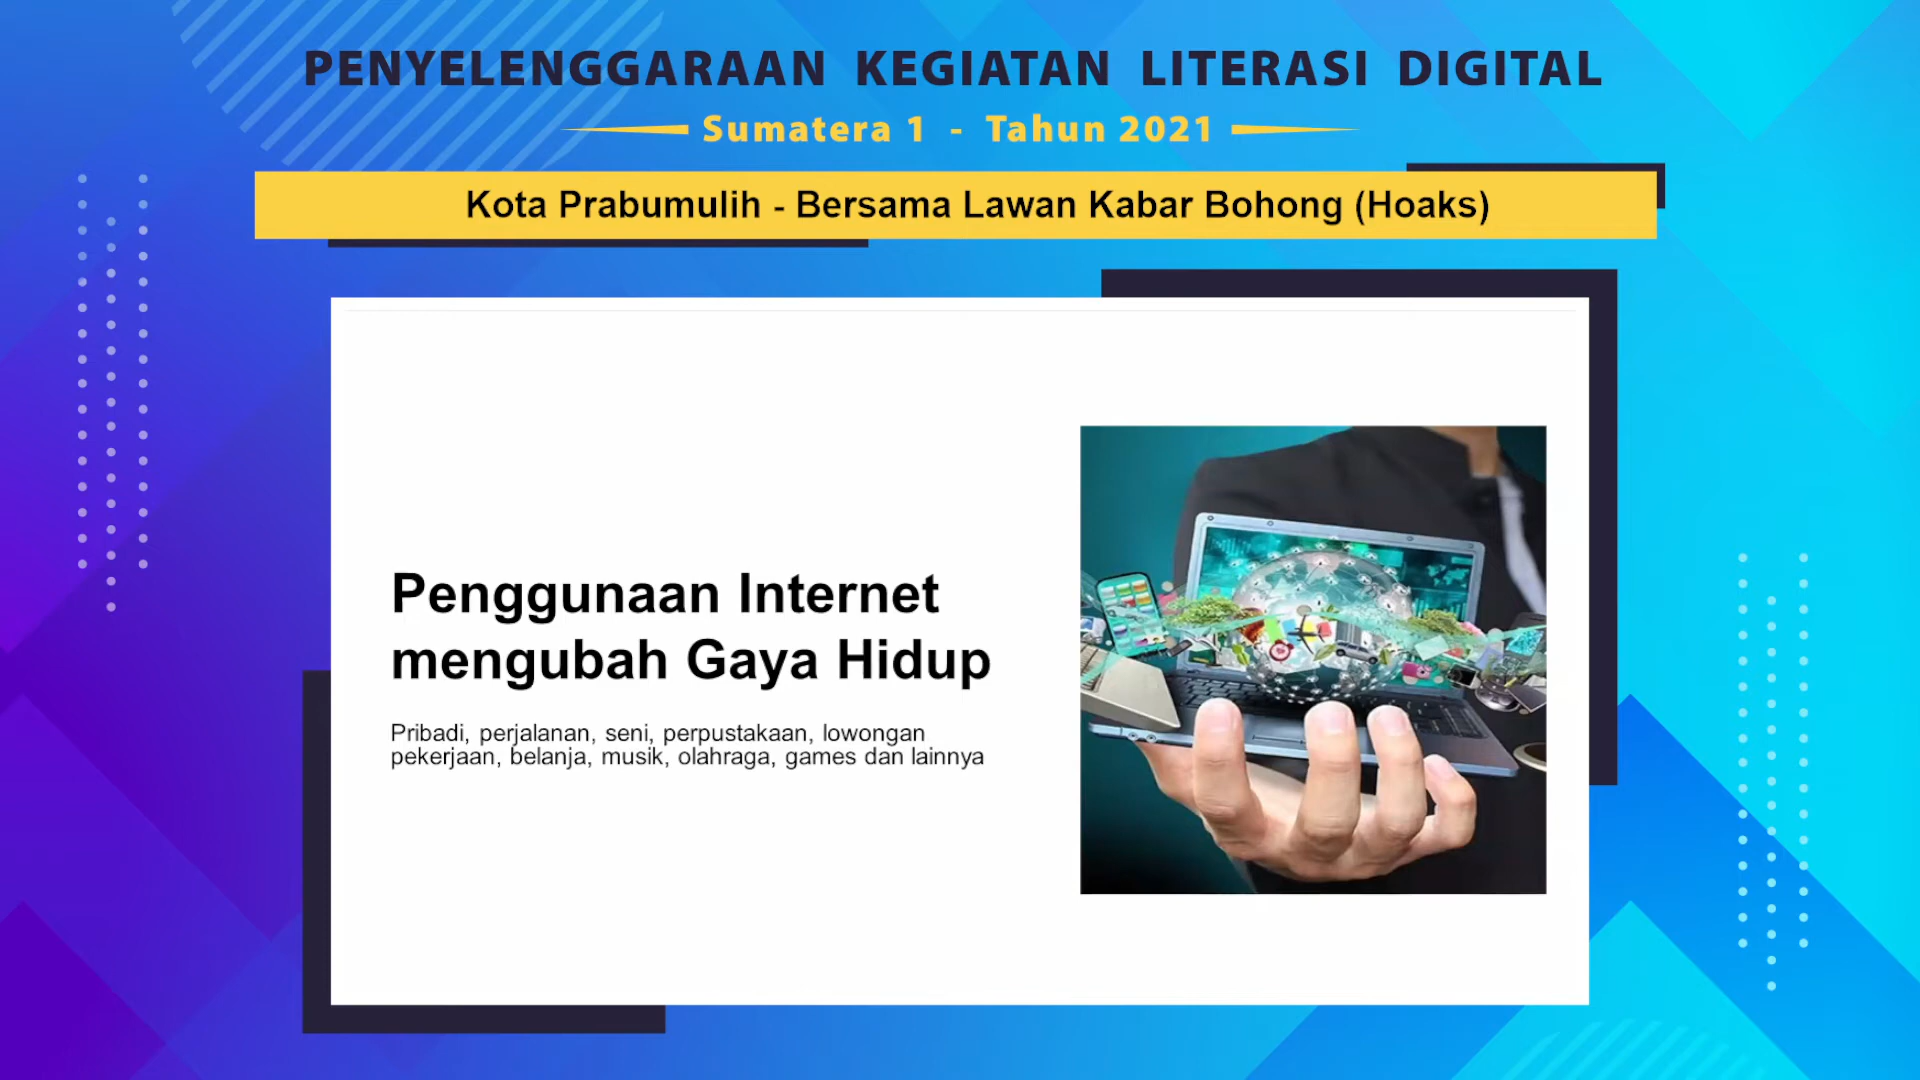 PENYELENGGARAAN KEGIATAN LITERASI DIGITAL
Sumatera 1 - Tahun 2021
Kota Prabumulih - Bersama Lawan Kabar Bohong (Hoaks)
Penggunaan Internet
mengubah Gaya Hidup
Pribadi, perjalanan, seni, perpustakaan, lowongan
pekerjaan, belanja, musik, olahraga, games dan lainnya